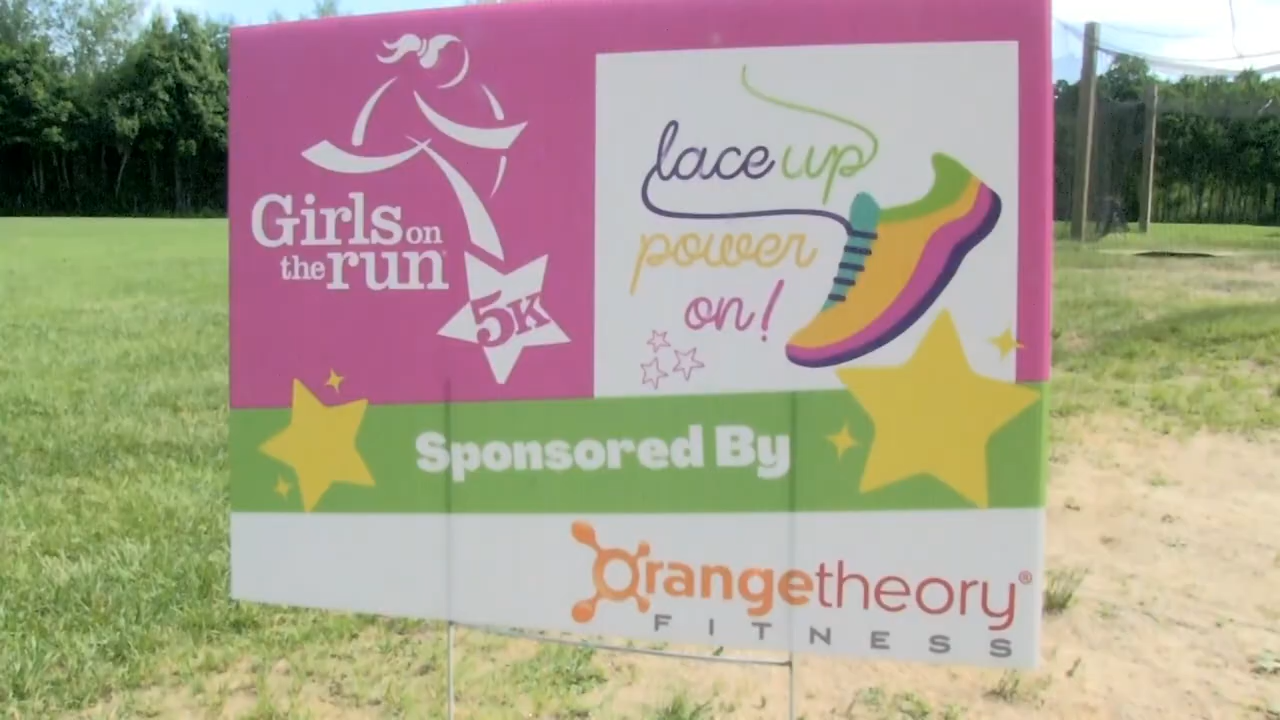 Girls on
the run
5K
lace up
power
on!
Sponsored By
Orangetheory®
FITNESS